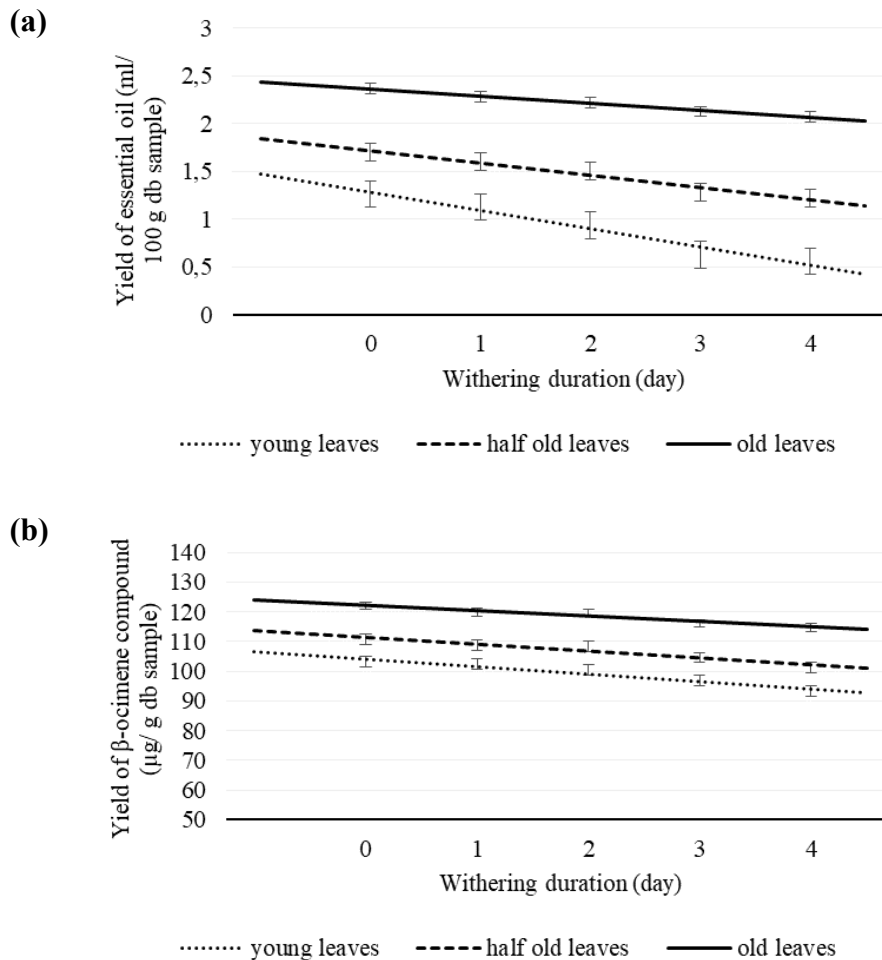 (a)
Yield of essential oil (ml/
100 g db sample)
3
2,5
2
1,5
1
0,5
0
0 1 2 3 4
Withering duration (day)
young leaves half old leaves old leaves
(b)
Yield of β-ocimene compound
(µg/ g db sample)
140
130
120
110
100
90
80
70
60
50
0 1 2 3 4
Withering duration (day)
young leaves half old leaves old leaves